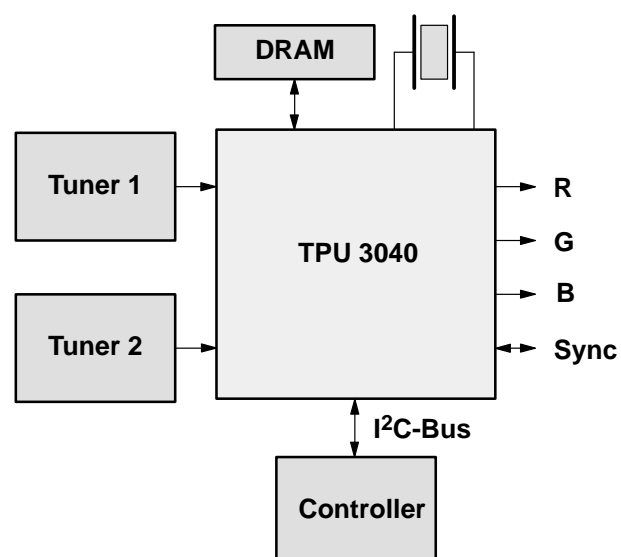 DRAM
Tuner 1
R
TPU 3040
G
B
Tuner 2
Sync
I²C-Bus
Controller